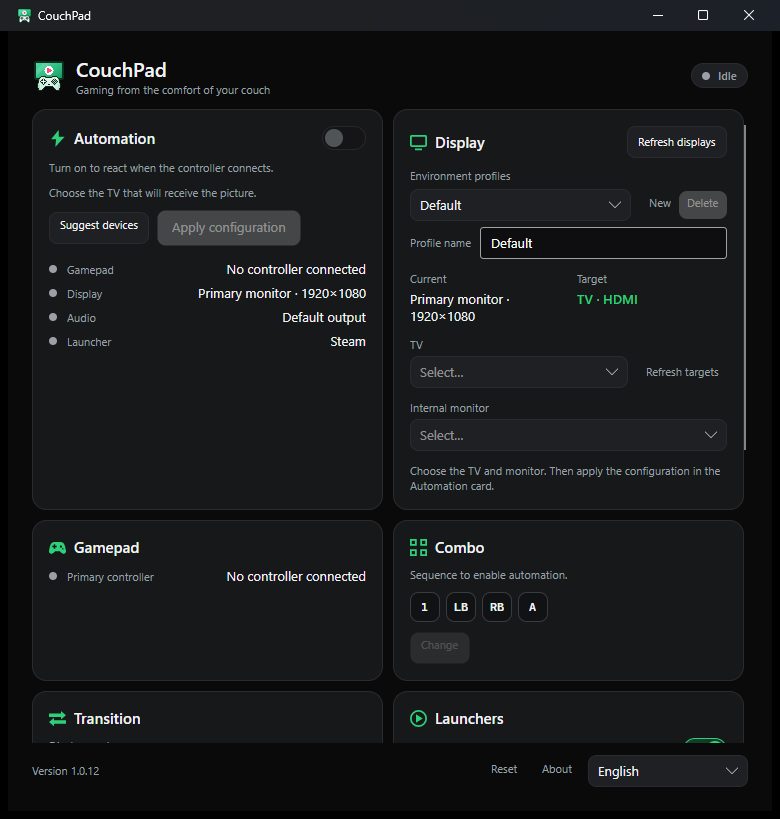 CouchPad
CouchPad
Gaming from the comfort of your couch
Idle
Automation
Turn on to react when the controller connects.
Choose the TV that will receive the picture.
Suggest devices
Apply configuration
Gamepad No controller connected
Display Primary monitor · 1920×1080
Audio Default output
Launcher Steam
Display
Refresh displays
Environment profiles
Default
New
Delete
Profile name
Default
Current
Primary monitor ·
1920×1080
Target
TV · HDMI
TV
Select...
Refresh targets
Internal monitor
Select...
Choose the TV and monitor. Then apply the configuration in the
Automation card.
Gamepad
Primary controller No controller connected
Combo
Sequence to enable automation.
1 LB RB A
Change
Transition
Launchers
Version 1.0.12
Reset
About
English